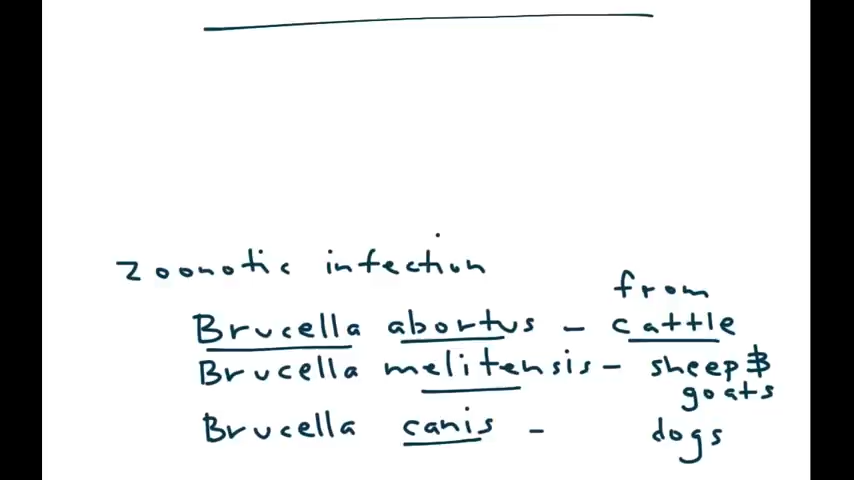 zoonotic infection
from
Brucella abortus - cattle
Brucella melitensis - sheep &
goats
Brucella canis - dogs